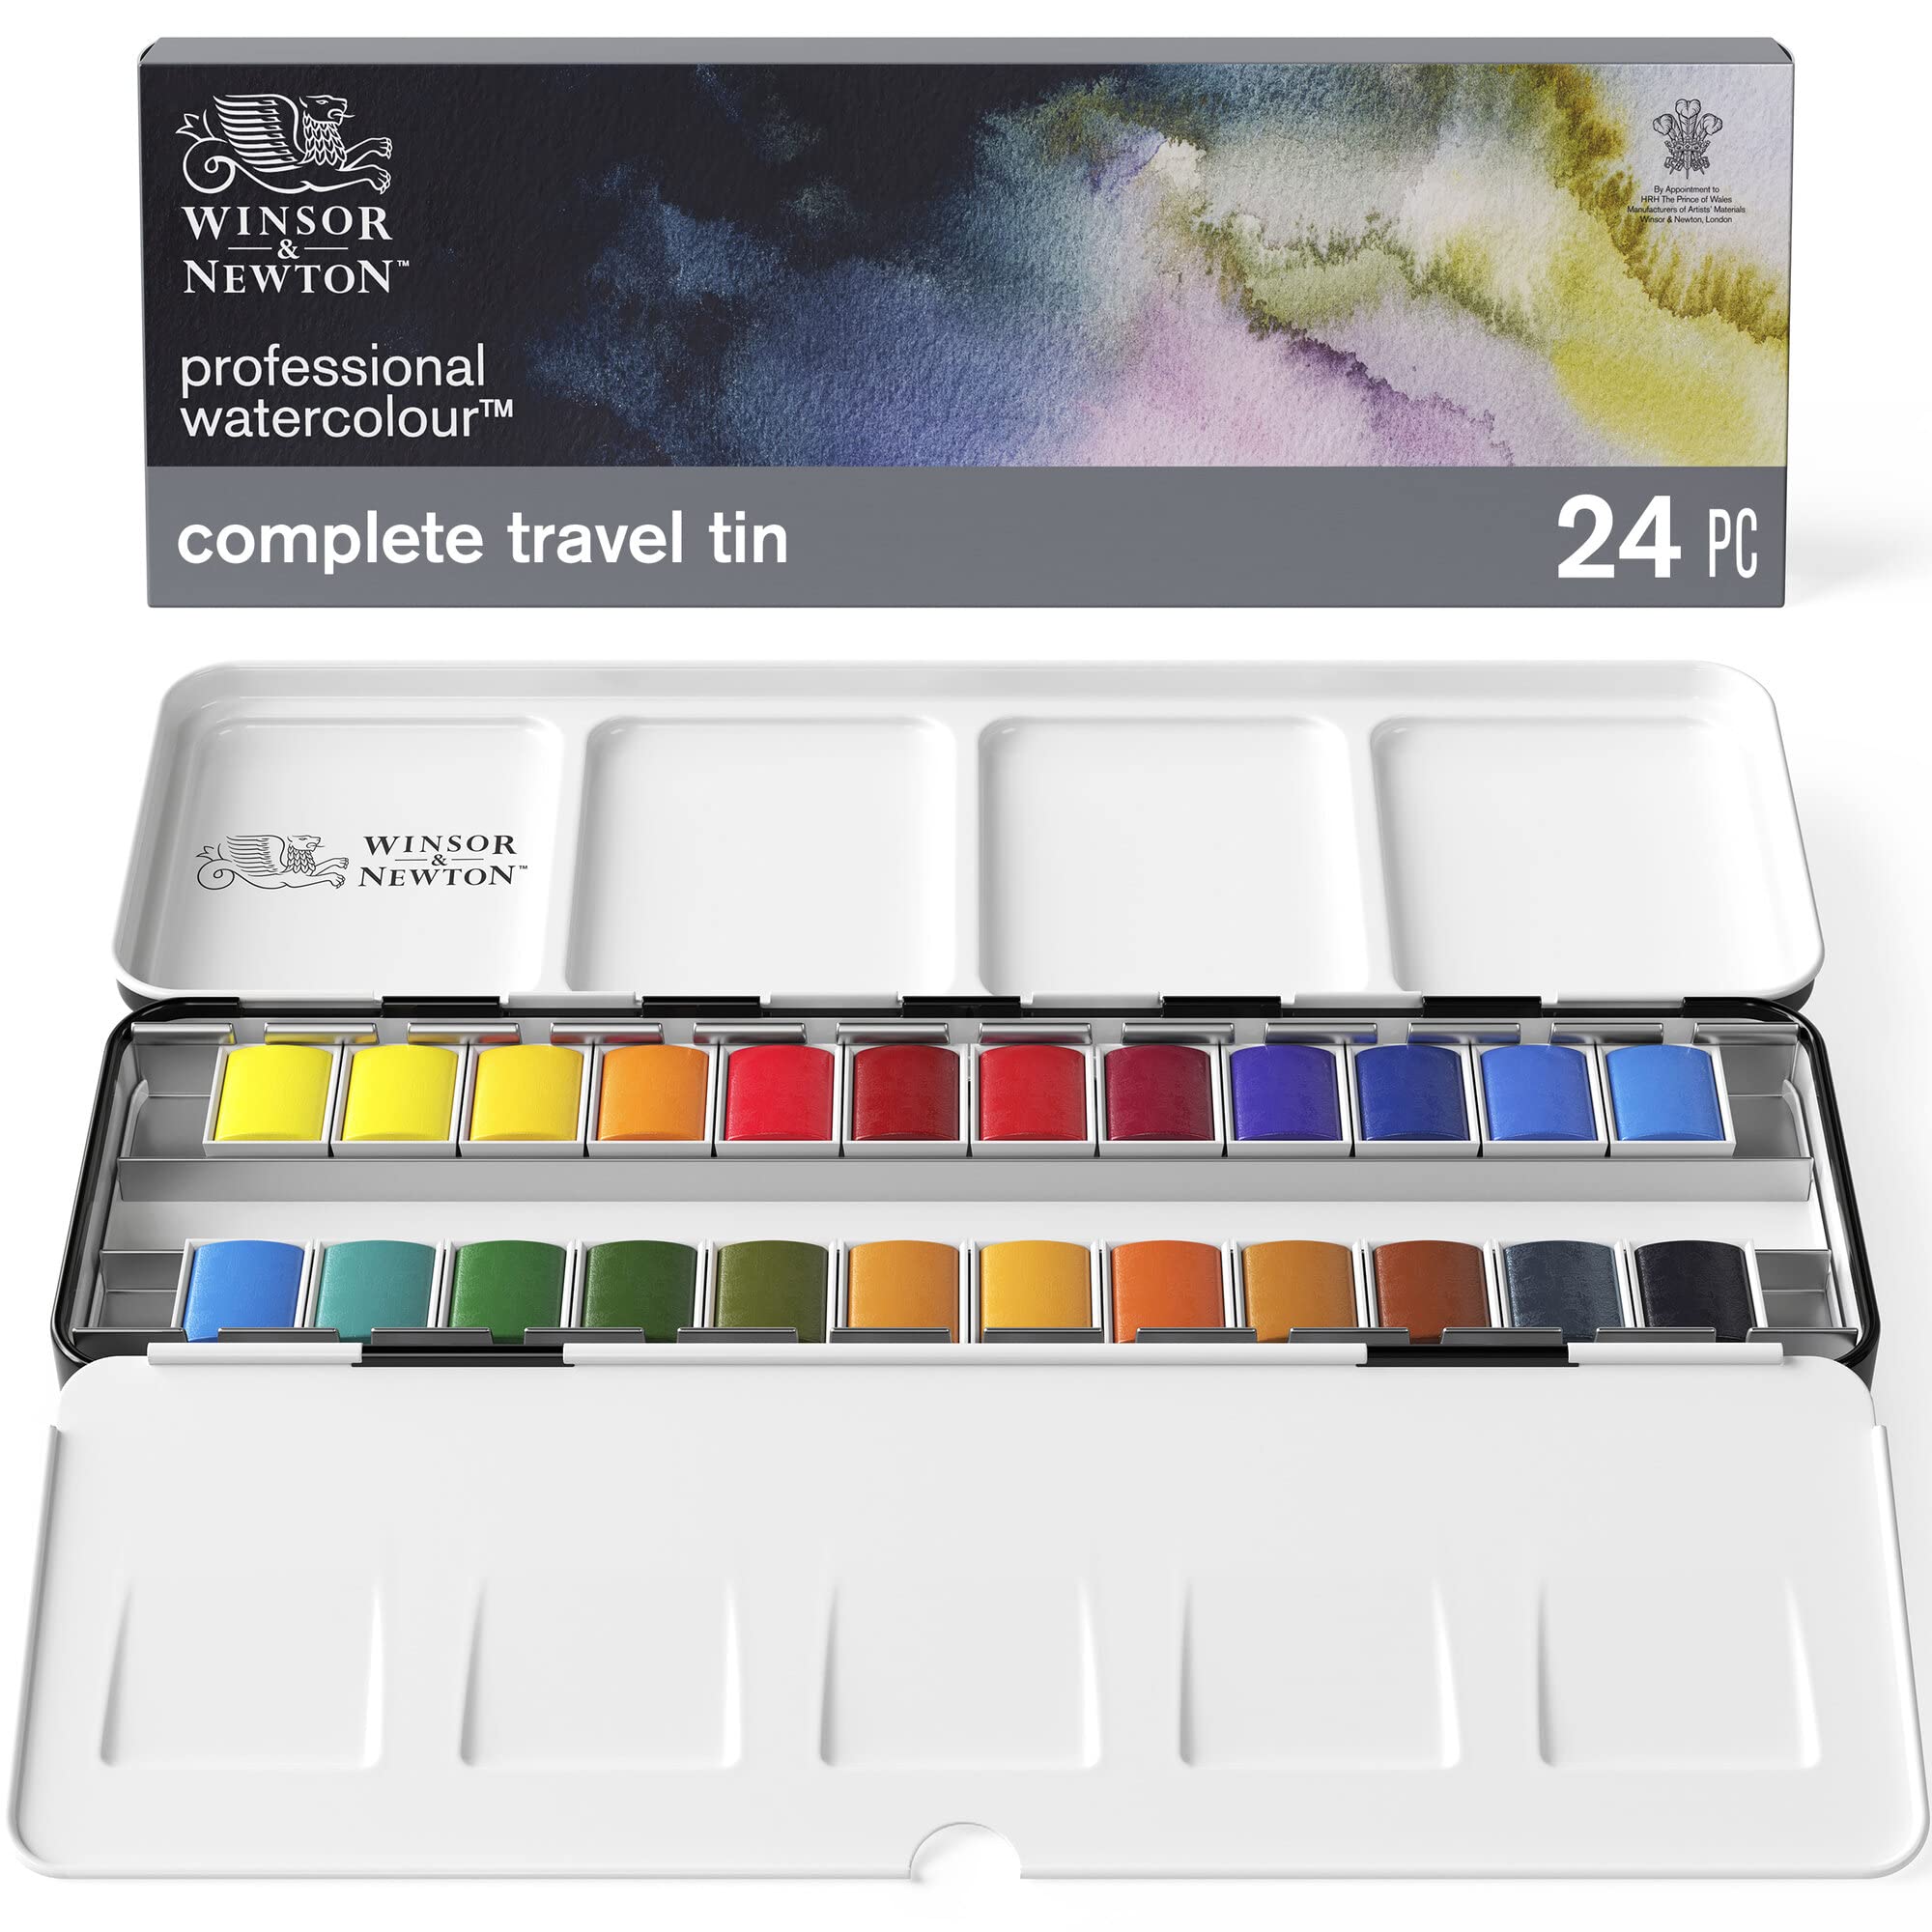 WINSOR
&
NEWTON™
By Appointment to
HRH The Prince of Wales
Manufacturers of Artists' Materials
Winsor & Newton, London
professional
watercolour™
complete travel tin
24 PC
WINSOR
&
NEWTON™